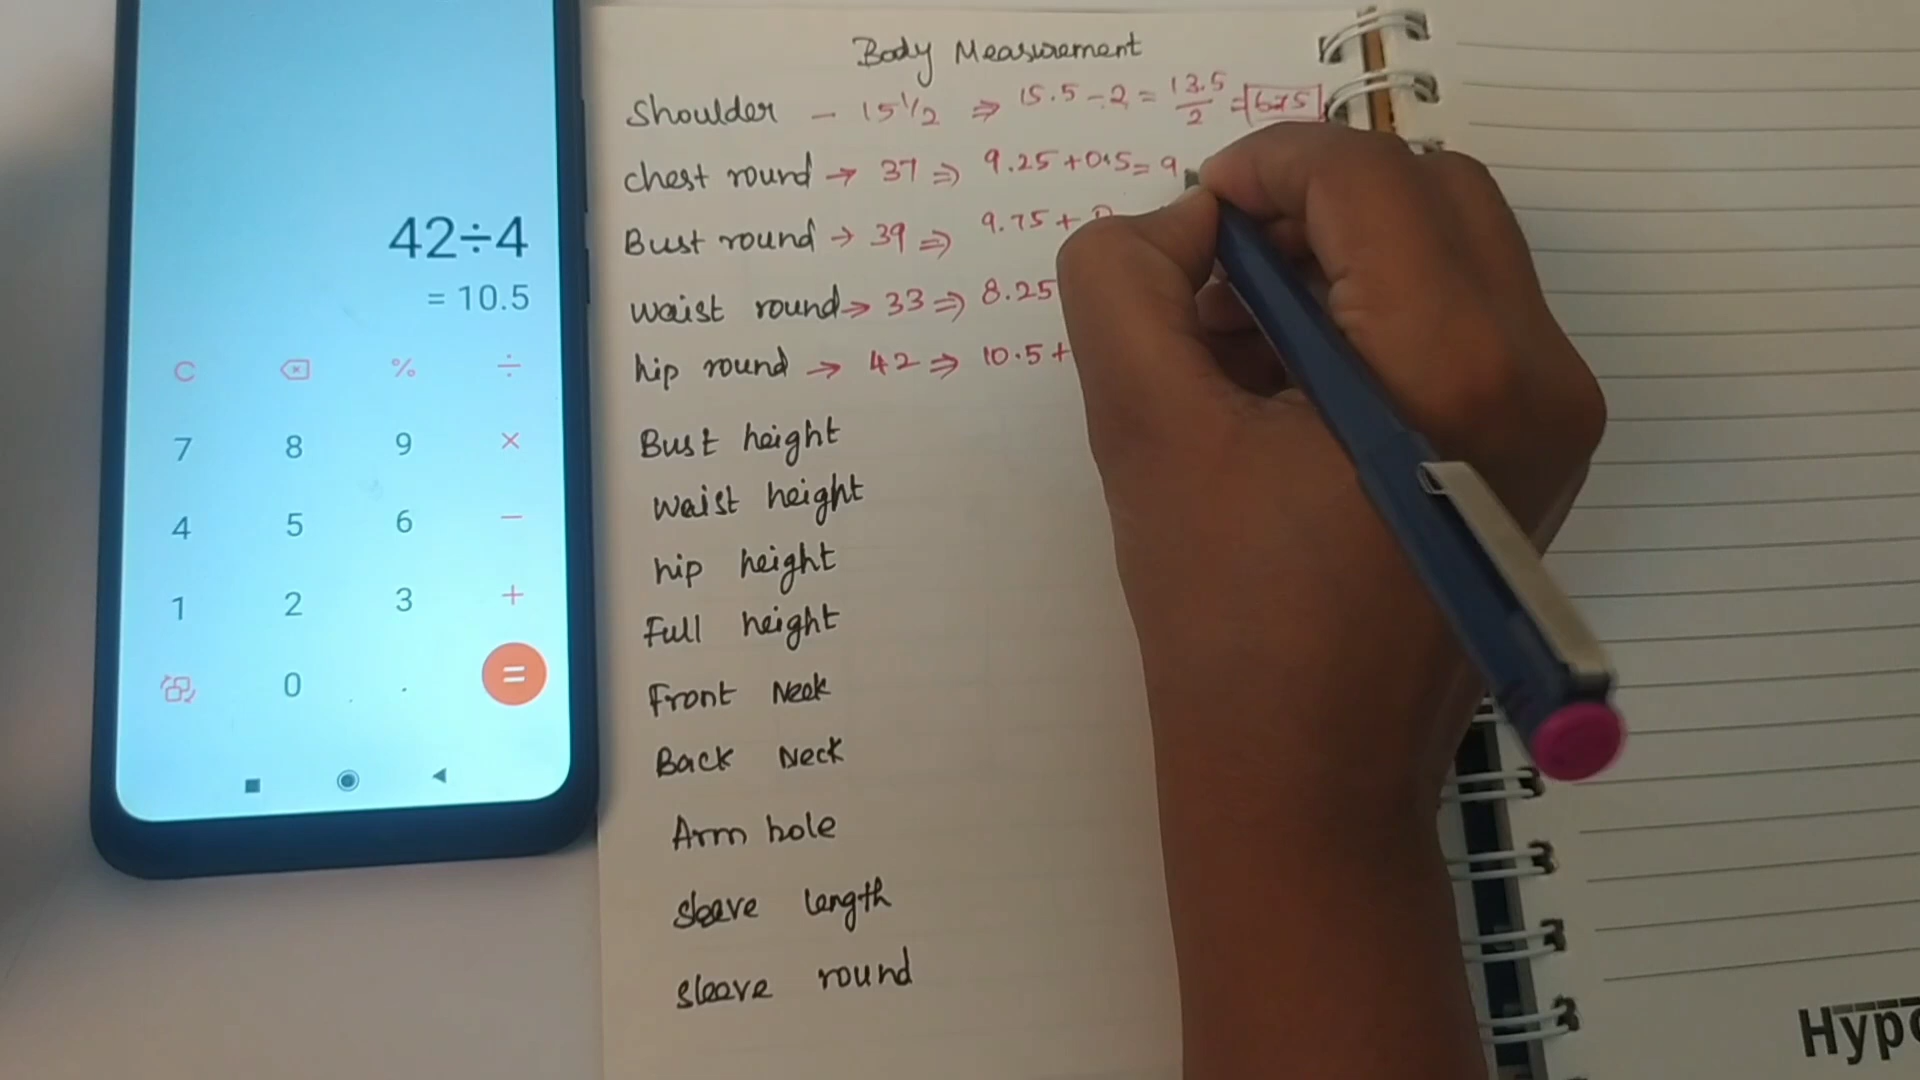 42÷4
= 10.5
C % ÷
7 8 9 ×
4 5 6 −
1 2 3 +
0 . =
Body Measurement
Shoulder – 15 1/2 ⇒ 15.5 – 2 = 13.5/2 = 6.75
chest round → 37 ⇒ 9.25 + 0.5 = 9
Bust round → 39 ⇒ 9.75 +
waist round → 33 ⇒ 8.25
hip round → 42 ⇒ 10.5 +
Bust height
Waist height
hip height
Full height
Front Neck
Back Neck
Arm hole
sleeve length
sleeve round